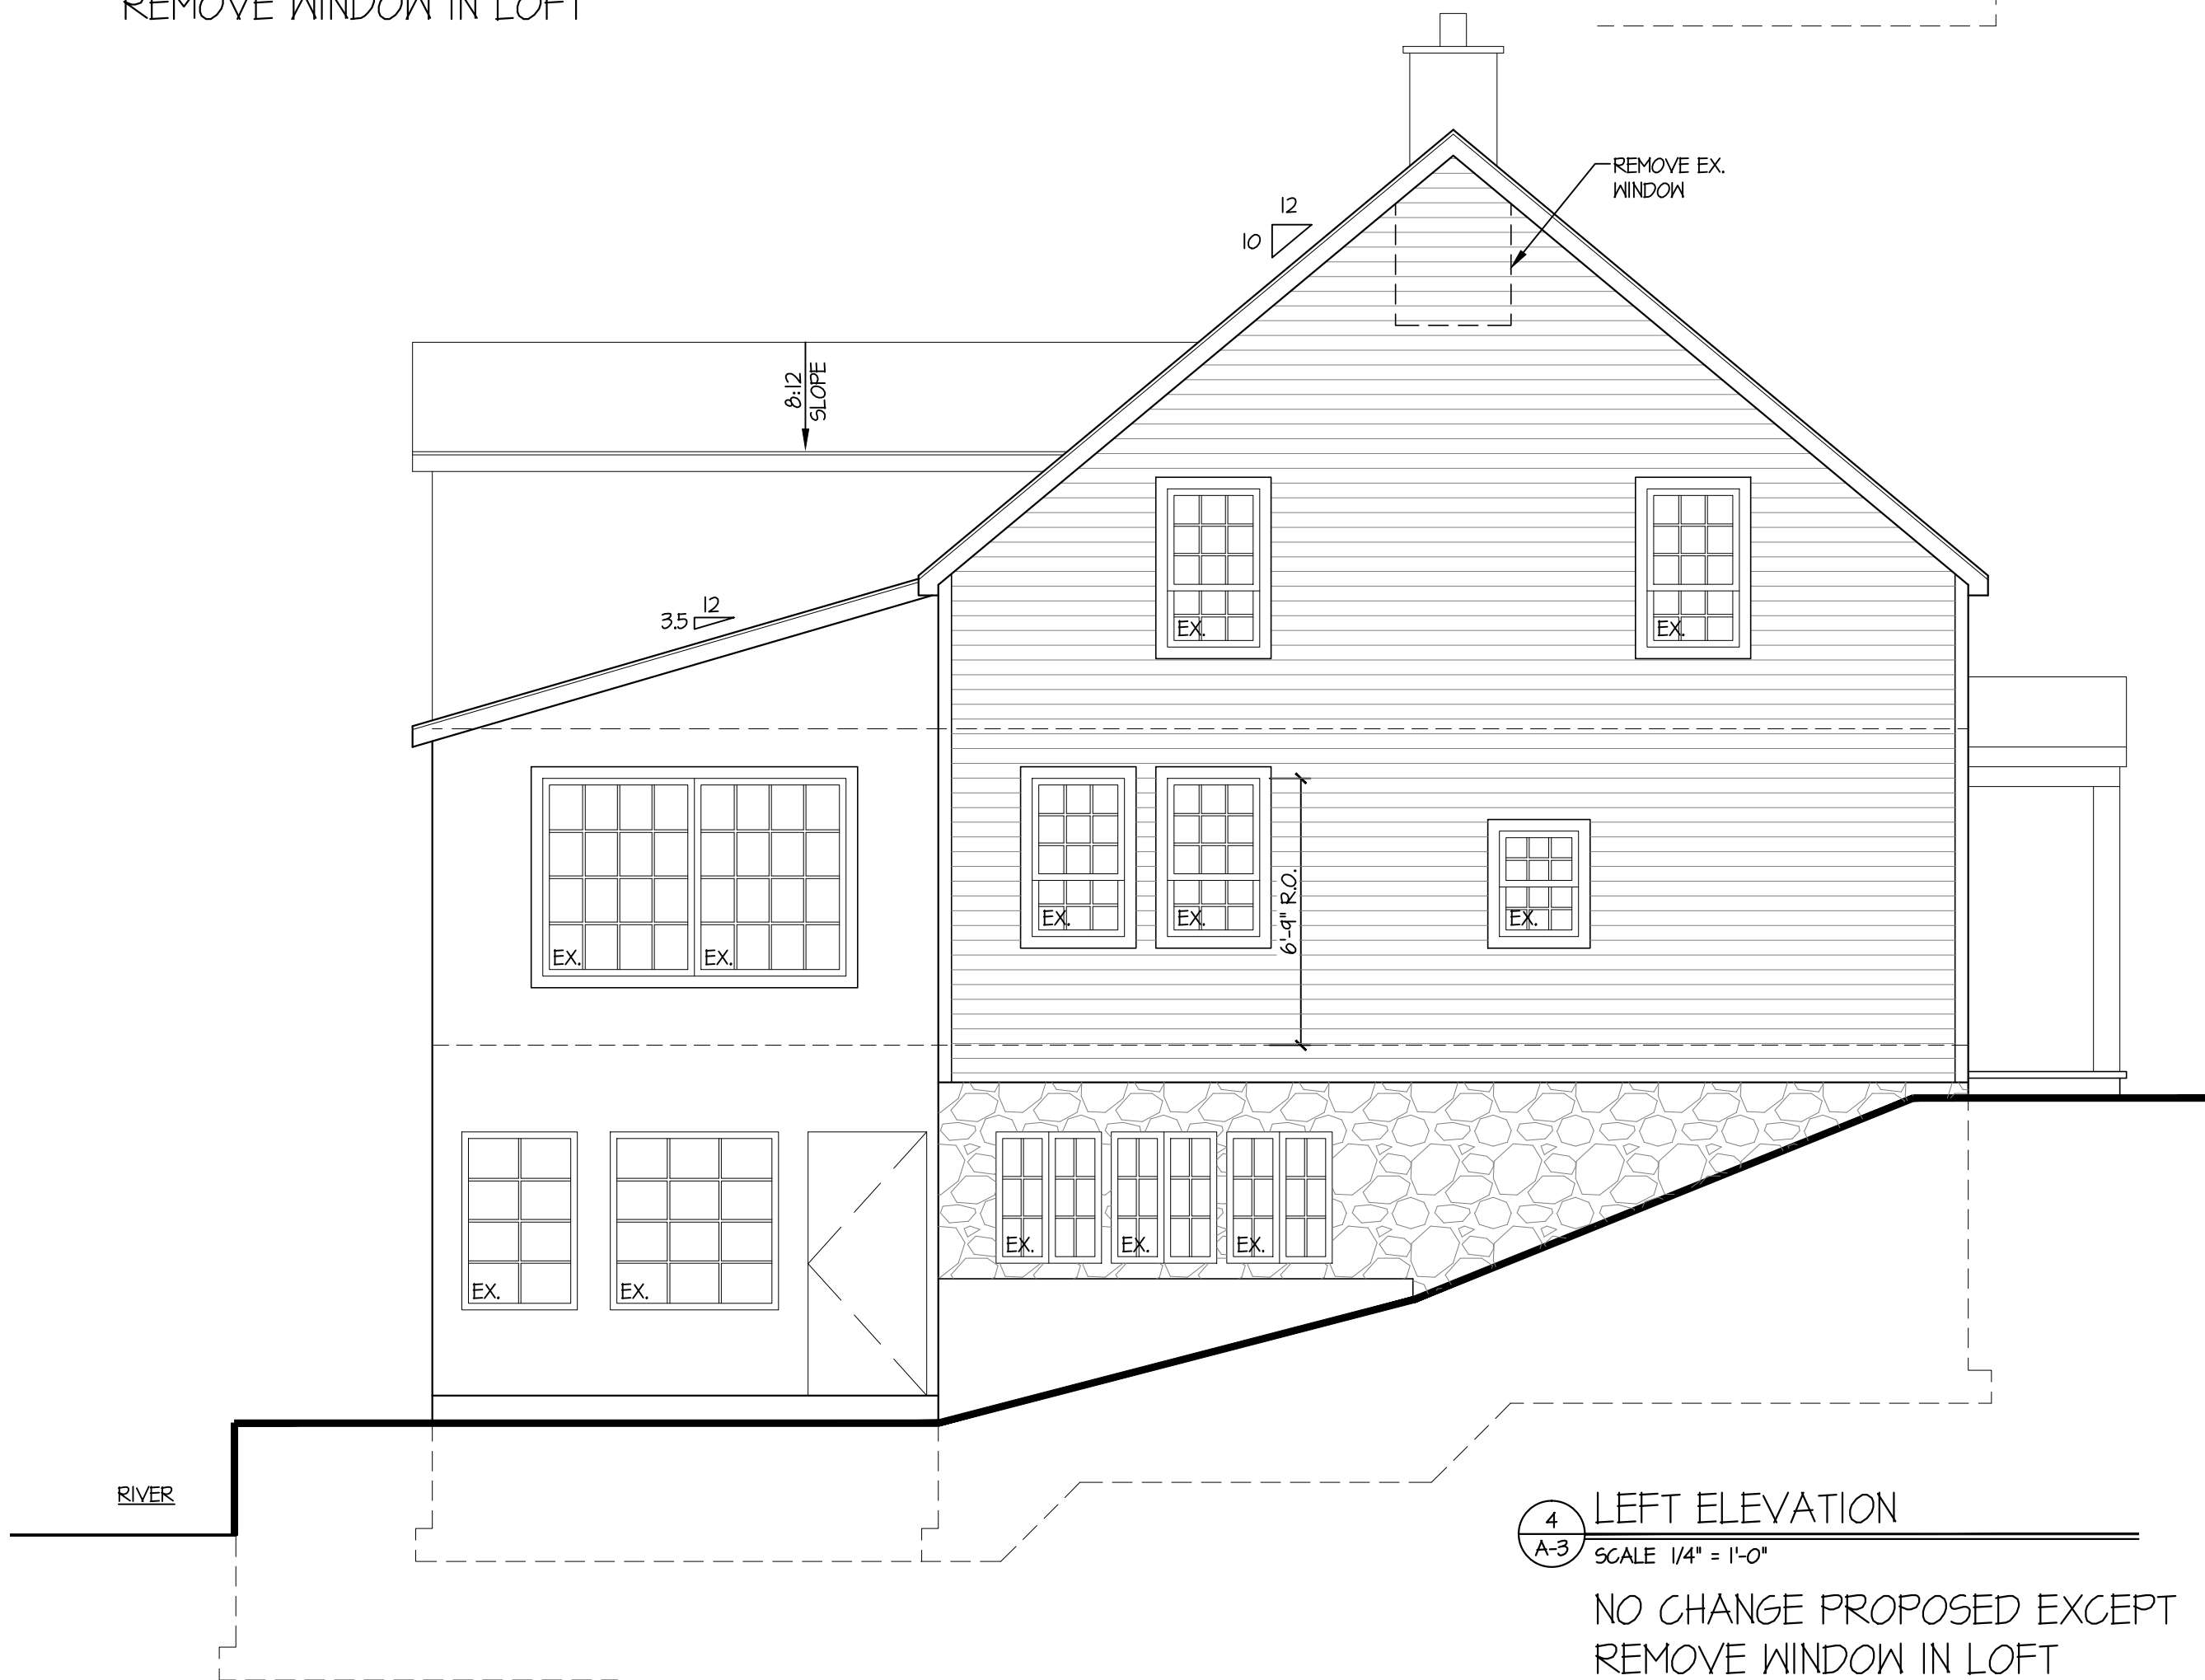 REMOVE WINDOW IN LOFT
REMOVE EX.
WINDOW
12
10
8:12
SLOPE
12
3.5
EX.
EX.
EX.
EX.
EX.
EX.
EX.
6'-9" R.O.
EX.
EX.
EX.
EX.
EX.
RIVER
4
A-3
LEFT ELEVATION
SCALE 1/4" = 1'-0"
NO CHANGE PROPOSED EXCEPT
REMOVE WINDOW IN LOFT